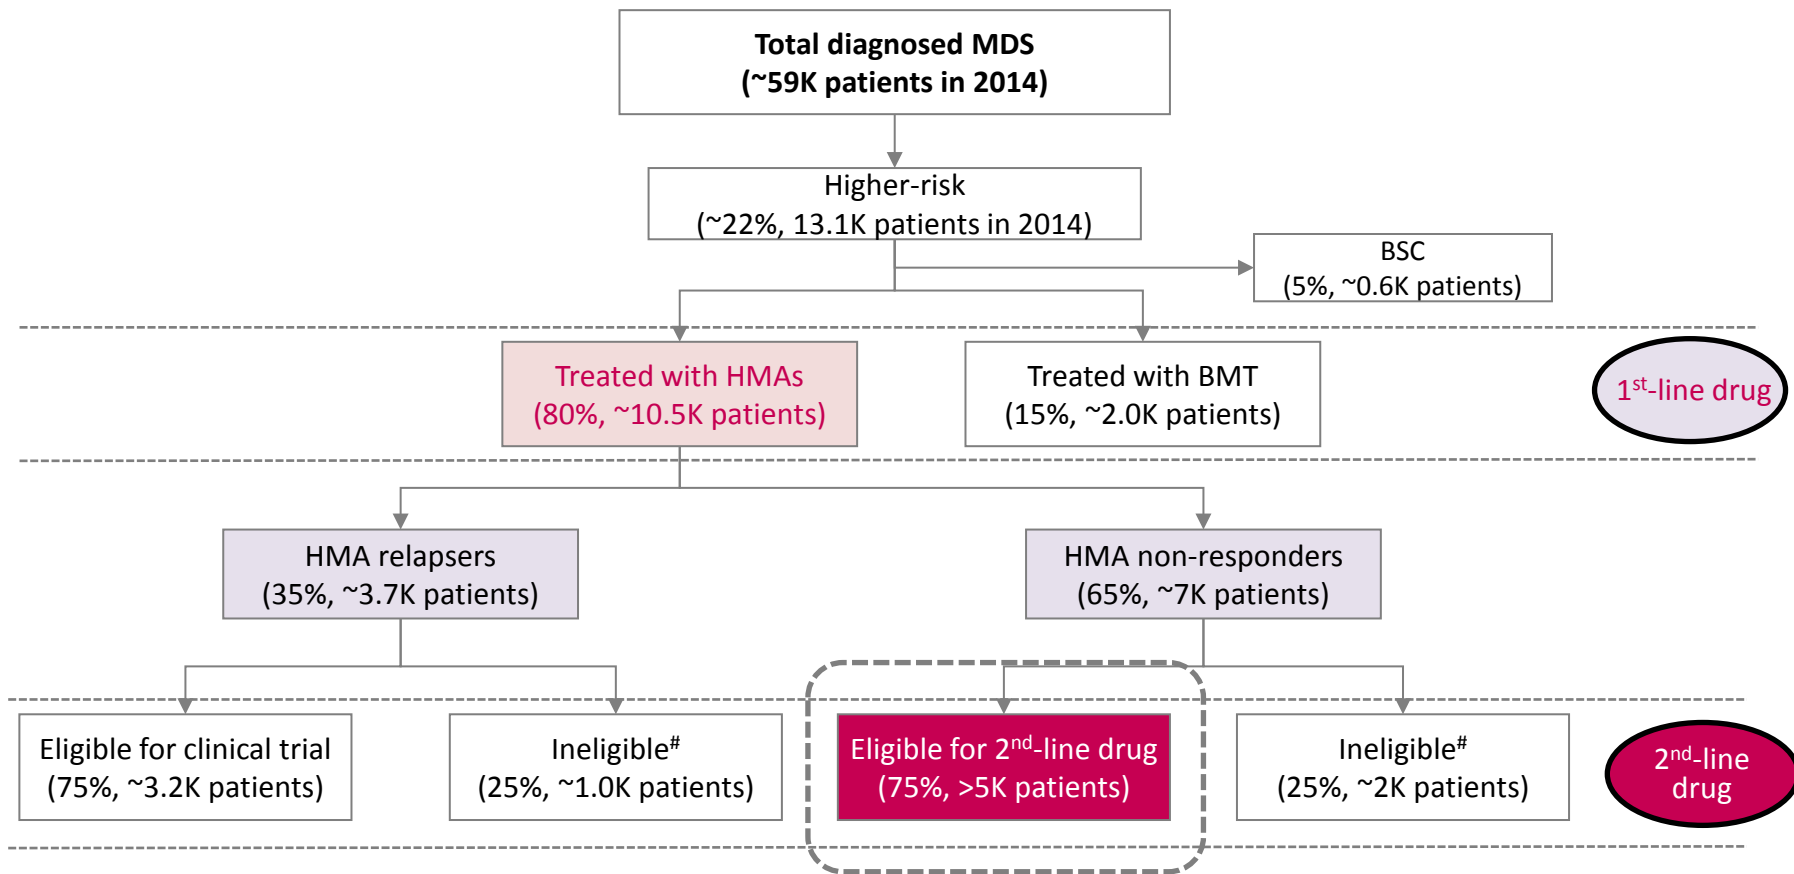 Total diagnosed MDS
(~59K patients in 2014)
Higher-risk
(~22%, 13.1K patients in 2014)
BSC
(5%, ~0.6K patients)
Treated with HMAs
(80%, ~10.5K patients)
Treated with BMT
(15%, ~2.0K patients)
1st-line drug
HMA relapsers
(35%, ~3.7K patients)
HMA non-responders
(65%, ~7K patients)
Eligible for clinical trial
(75%, ~3.2K patients)
Ineligible#
(25%, ~1.0K patients)
Eligible for 2nd-line drug
(75%, >5K patients)
Ineligible#
(25%, ~2K patients)
2nd-line
drug